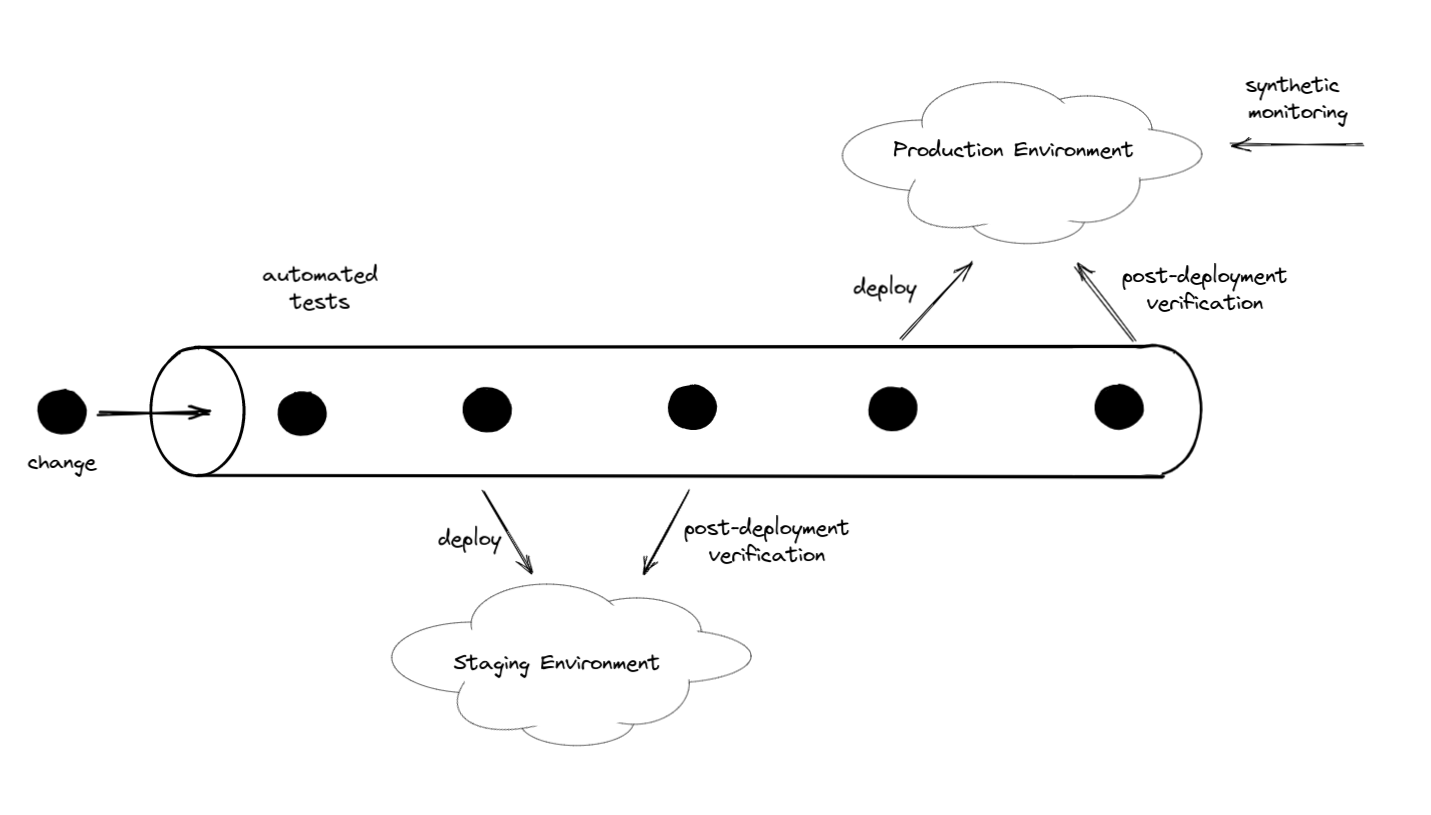 synthetic
monitoring
Production Environment
automated
tests
deploy
post-deployment
verification
change
deploy
post-deployment
verification
Staging Environment